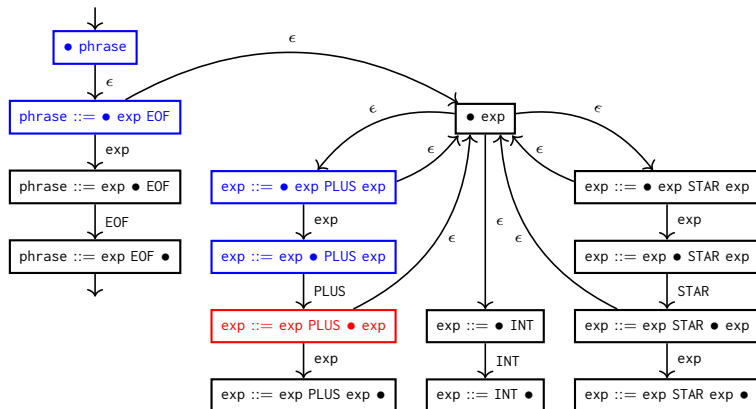 ● phrase
ϵ
ϵ
phrase ::= ● exp EOF
● exp
ϵ
ϵ
exp
ϵ
ϵ
phrase ::= exp ● EOF
exp ::= ● exp PLUS exp
exp ::= ● exp STAR exp
EOF
exp
ϵ
ϵ
ϵ
exp
phrase ::= exp EOF ●
exp ::= exp ● PLUS exp
exp ::= exp ● STAR exp
PLUS
STAR
exp ::= exp PLUS ● exp
exp ::= ● INT
exp ::= exp STAR ● exp
exp
INT
exp
exp ::= exp PLUS exp ●
exp ::= INT ●
exp ::= exp STAR exp ●